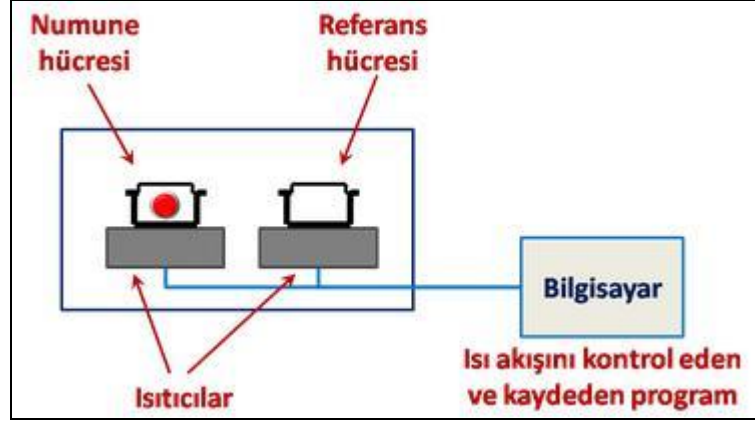 Numune
hücresi
Referans
hücresi
Bilgisayar
Isıtıcılar
Isı akışını kontrol eden
ve kaydeden program